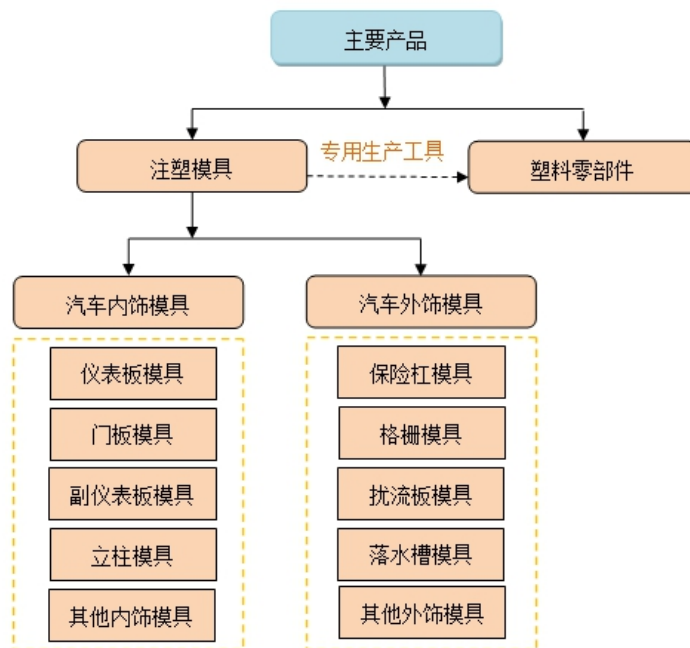 主要产品
注塑模具
专用生产工具
塑料零部件
汽车内饰模具
汽车外饰模具
仪表板模具
门板模具
副仪表板模具
立柱模具
其他内饰模具
保险杠模具
格栅模具
扰流板模具
落水槽模具
其他外饰模具